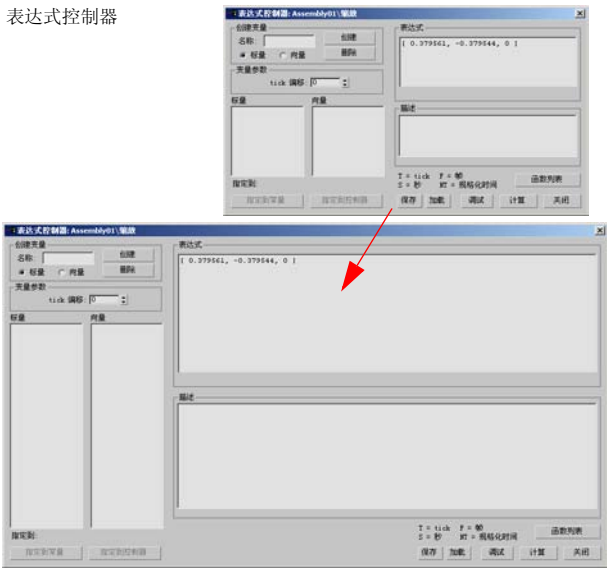 表达式控制器
表达式控制器: Assembly01\缩放
创建变量
名称:
创建
标量 向量
删除
变量参数
tick 偏移: 0
标量 向量
指定到:
指定到常量 指定到控制器
表达式
[ 0.379561, -0.379544, 0 ]
描述
T = tick F = 帧
S = 秒 NT = 规格化时间
函数列表
保存 加载 调试 计算 关闭
表达式控制器: Assembly01\缩放
创建变量
名称:
创建
标量 向量
删除
变量参数
tick 偏移: 0
标量 向量
指定到:
指定到常量 指定到控制器
表达式
[ 0.379561, -0.379544, 0 ]
描述
T = tick F = 帧
S = 秒 NT = 规格化时间
函数列表
保存 加载 调试 计算 关闭